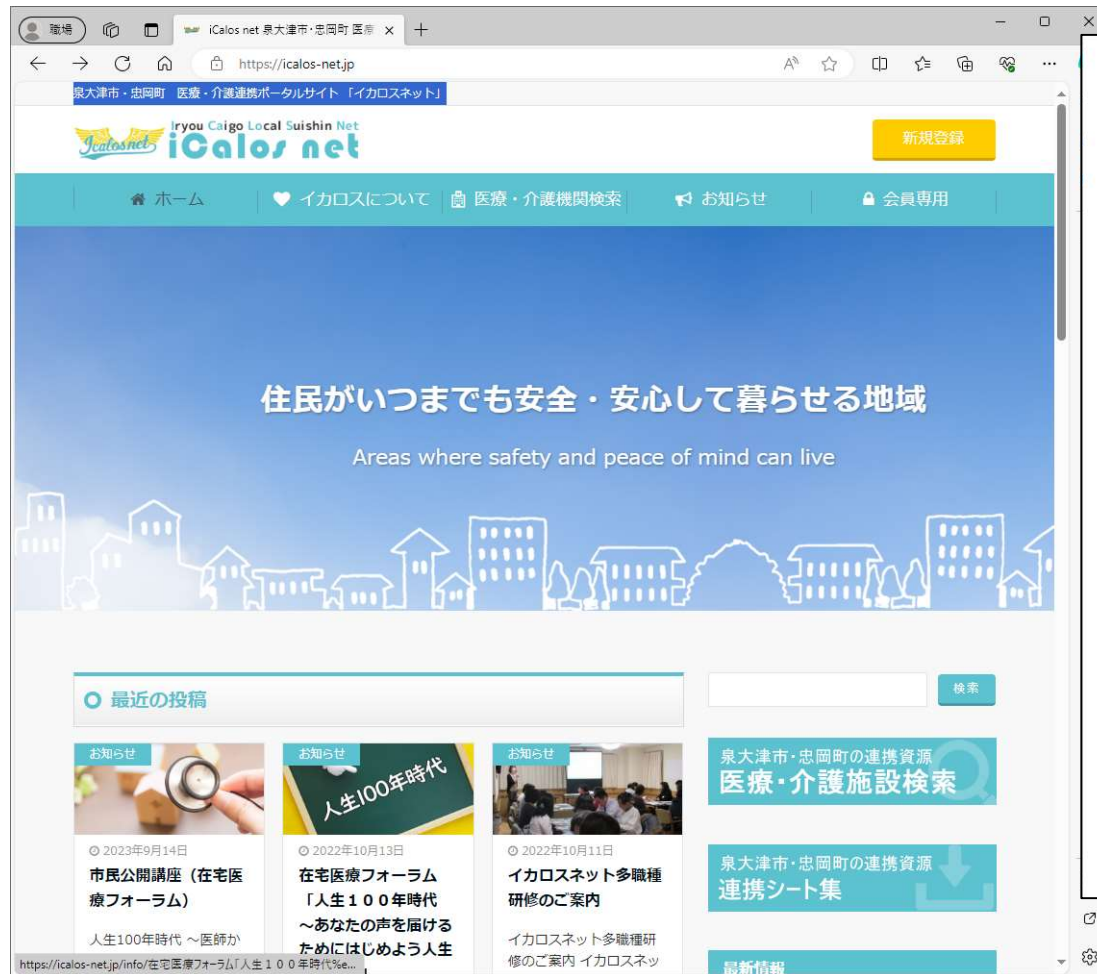 職場
iCalos net 泉大津市・忠岡町 医療
https://icalos-net.jp
泉大津市・忠岡町 医療・介護連携ポータルサイト 「イカロスネット」
Icalosnet
Iryou Caigo Local Suishin Net
iCalos net
新規登録
ホーム
イカロスについて
医療・介護機関検索
お知らせ
会員専用
住民がいつまでも安全・安心して暮らせる地域
Areas where safety and peace of mind can live
最近の投稿
検索
お知らせ
2023年9月14日
市民公開講座（在宅医
療フォーラム）
人生100年時代 ～医師か
お知らせ
人生100年時代
2022年10月13日
在宅医療フォーラム
「人生１００年時代
～あなたの声を届ける
ためにはじめよう人生
お知らせ
2022年10月11日
イカロスネット多職種
研修のご案内
イカロスネット多職種研
修のご案内 イカロスネッ
泉大津市・忠岡町の連携資源
医療・介護施設検索
泉大津市・忠岡町の連携資源
連携シート集
最新情報
https://icalos-net.jp/info/在宅医療フォーラム「人生１００年時代%e...